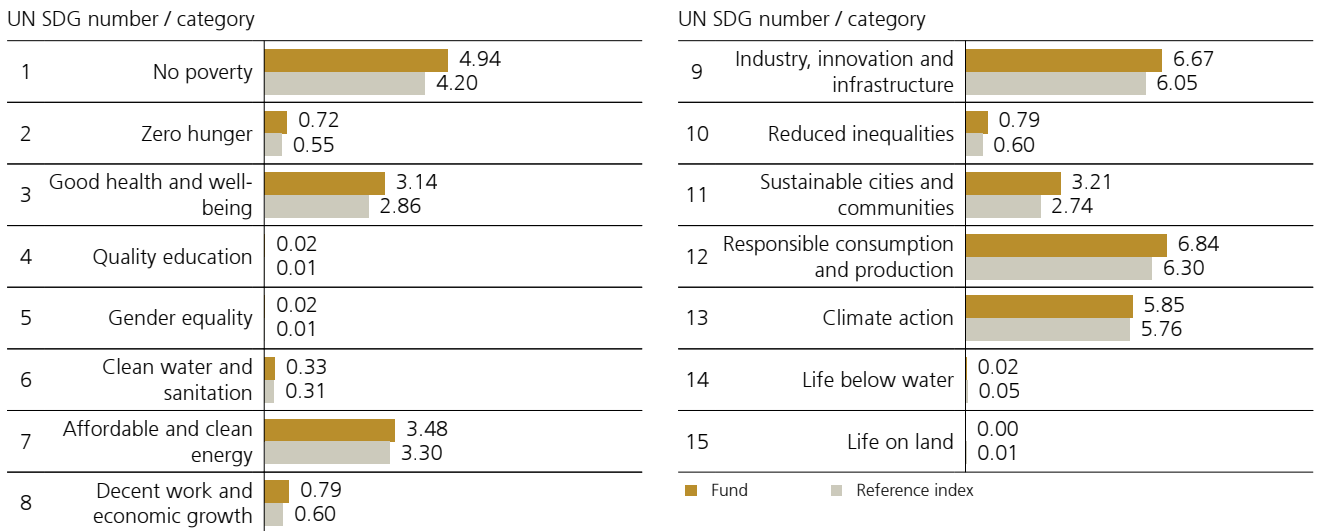 UN SDG number / category
1 No poverty 4.94
4.20
2 Zero hunger 0.72
0.55
3 Good health and well-
being 3.14
2.86
4 Quality education 0.02
0.01
5 Gender equality 0.02
0.01
6 Clean water and
sanitation 0.33
0.31
7 Affordable and clean
energy 3.48
3.30
8 Decent work and
economic growth 0.79
0.60
UN SDG number / category
9 Industry, innovation and
infrastructure 6.67
6.05
10 Reduced inequalities 0.79
0.60
11 Sustainable cities and
communities 3.21
2.74
12 Responsible consumption
and production 6.84
6.30
13 Climate action 5.85
5.76
14 Life below water 0.02
0.05
15 Life on land 0.00
0.01
Fund Reference index